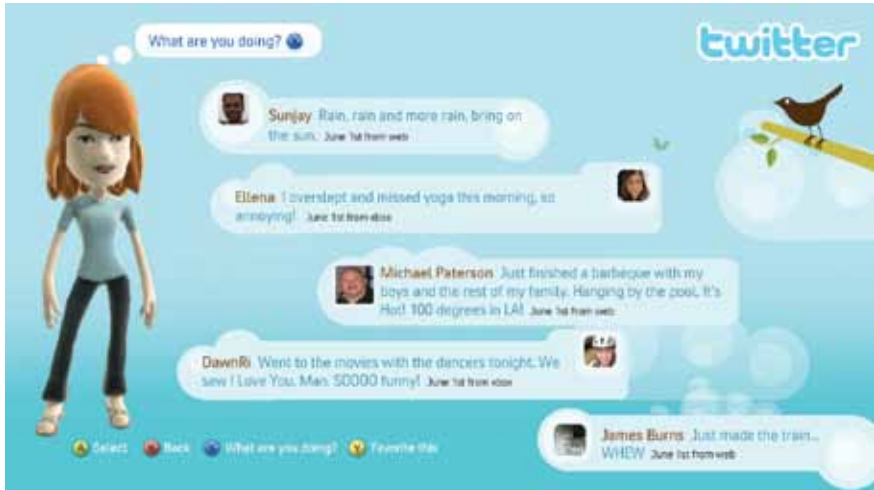 What are you doing?
twitter
Sunjay Rain, rain and more rain, bring on
the sun. June 1st from web
Ellena I overslept and missed yoga this morning, so
annoying! June 1st from xbox
Michael Paterson Just finished a barbeque with my
boys and the rest of my family. Hanging by the pool. It's
Hot! 100 degrees in LA! June 1st from web
DawnRi Went to the movies with the dancers tonight. We
saw I Love You, Man. SOOOO funny! June 1st from xbox
James Burns Just made the train...
WHEW June 1st from web
A Select B Back X What are you doing? Y Favorite this